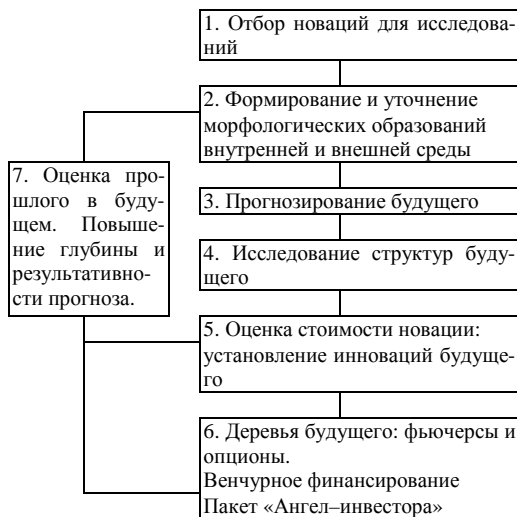 1. Отбор новаций для исследова-
ний
2. Формирование и уточнение
морфологических образований
внутренней и внешней среды
7. Оценка про-
шлого в буду-
щем. Повыше-
ние глубины и
результативно-
сти прогноза.
3. Прогнозирование будущего
4. Исследование структур буду-
щего
5. Оценка стоимости новации:
установление инноваций будуще-
го
6. Деревья будущего: фьючерсы и
опционы.
Венчурное финансирование
Пакет «Ангел–инвестора»